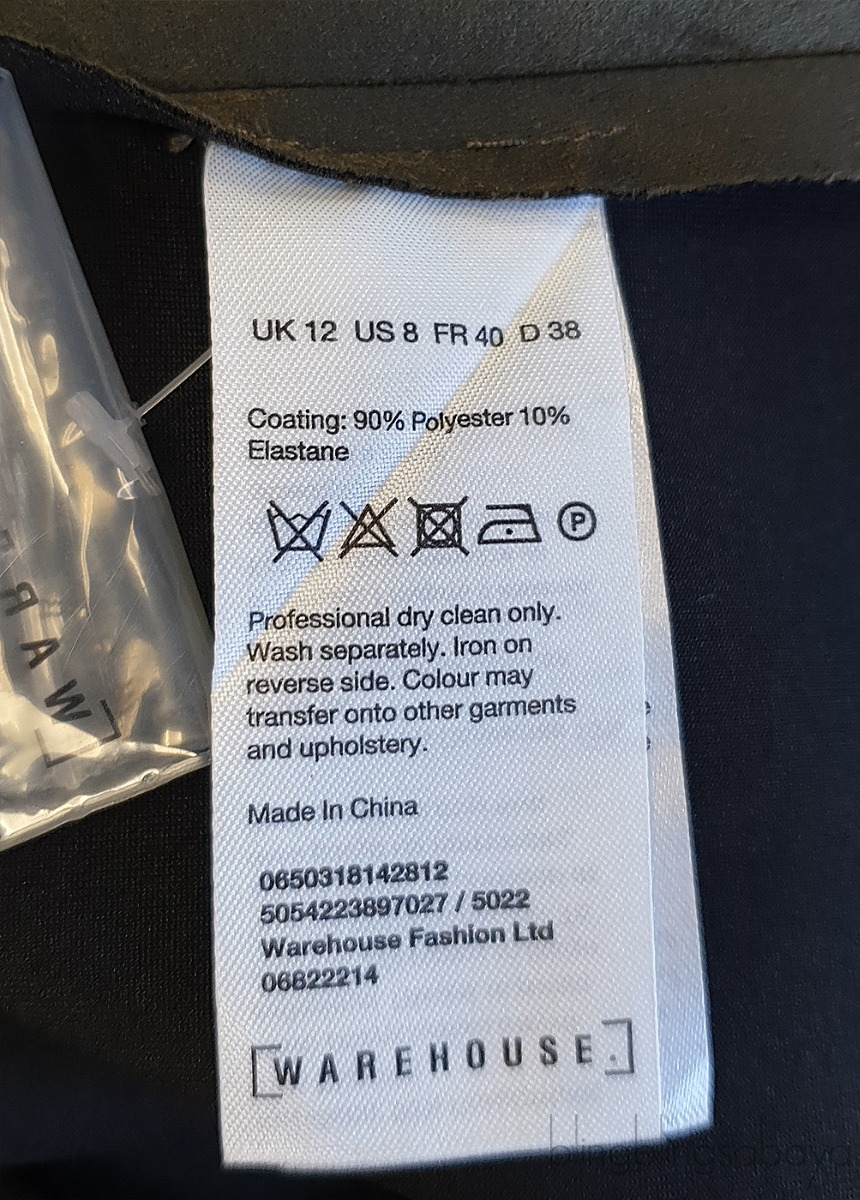 UK 12 US 8 FR 40 D 38
Coating: 90% Polyester 10%
Elastane
P
Professional dry clean only.
Wash separately. Iron on
reverse side. Colour may
transfer onto other garments
and upholstery.
Made In China
0650318142812
5054223897027 / 5022
Warehouse Fashion Ltd
06822214
[WAREHOUSE.]
WAR